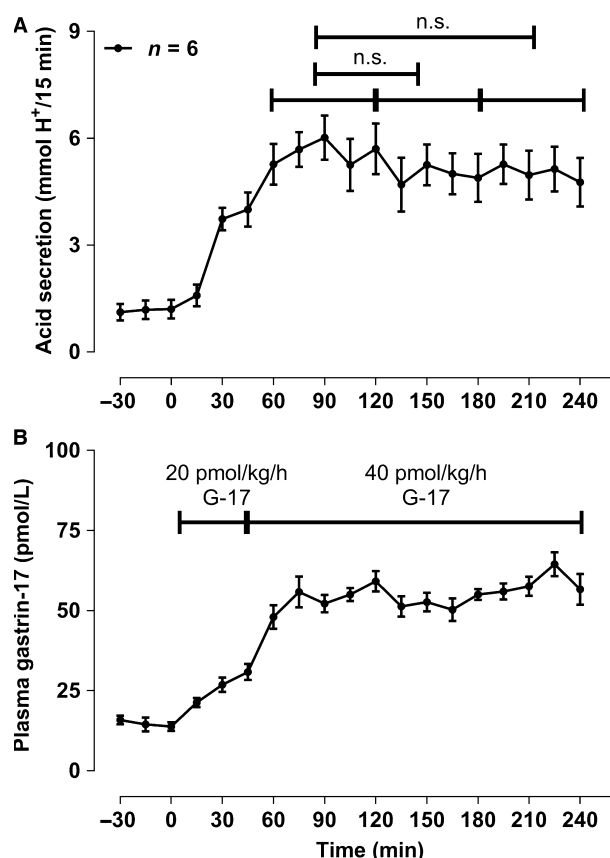 A
Acid secretion (mmol H⁺/15 min)
9
6
3
0
n = 6
n.s.
n.s.
−30 0 30 60 90 120 150 180 210 240
B
Plasma gastrin-17 (pmol/L)
100
75
50
25
0
20 pmol/kg/h
G-17
40 pmol/kg/h
G-17
−30 0 30 60 90 120 150 180 210 240
Time (min)